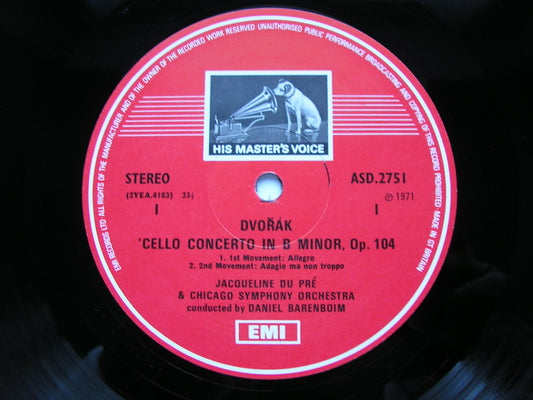 EMI RECORDS LTD ALL RIGHTS OF THE MANUFACTURER AND OF THE OWNER OF THE RECORDED WORK RESERVED·UNAUTHORISED PUBLIC PERFORMANCE BROADCASTING AND COPYING OF THIS RECORD PROHIBITED·MADE IN GT BRITAIN
HIS MASTER'S VOICE
STEREO
(2YEA.4183) 33⅓
I
ASD.2751
℗ 1971
I
DVOŘÁK
'CELLO CONCERTO IN B MINOR, Op. 104
1. 1st Movement: Allegro
2. 2nd Movement: Adagio ma non troppo
JACQUELINE DU PRÉ
& CHICAGO SYMPHONY ORCHESTRA
conducted by DANIEL BARENBOIM
EMI